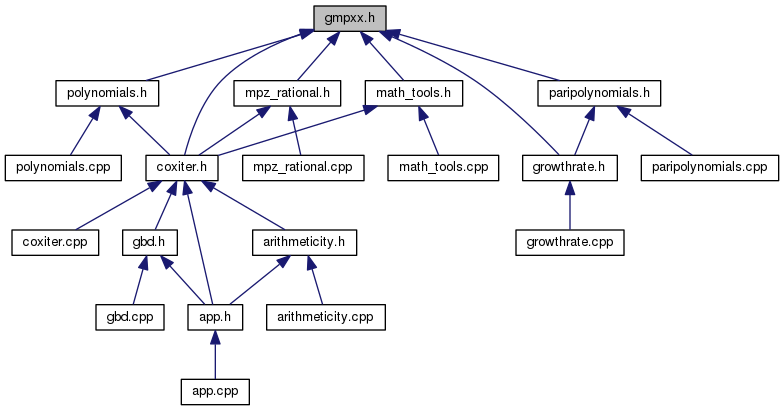 gmpxx.h
polynomials.h
mpz_rational.h
math_tools.h
paripolynomials.h
polynomials.cpp
coxiter.h
mpz_rational.cpp
math_tools.cpp
growthrate.h
paripolynomials.cpp
coxiter.cpp
gbd.h
arithmeticity.h
growthrate.cpp
gbd.cpp
app.h
arithmeticity.cpp
app.cpp